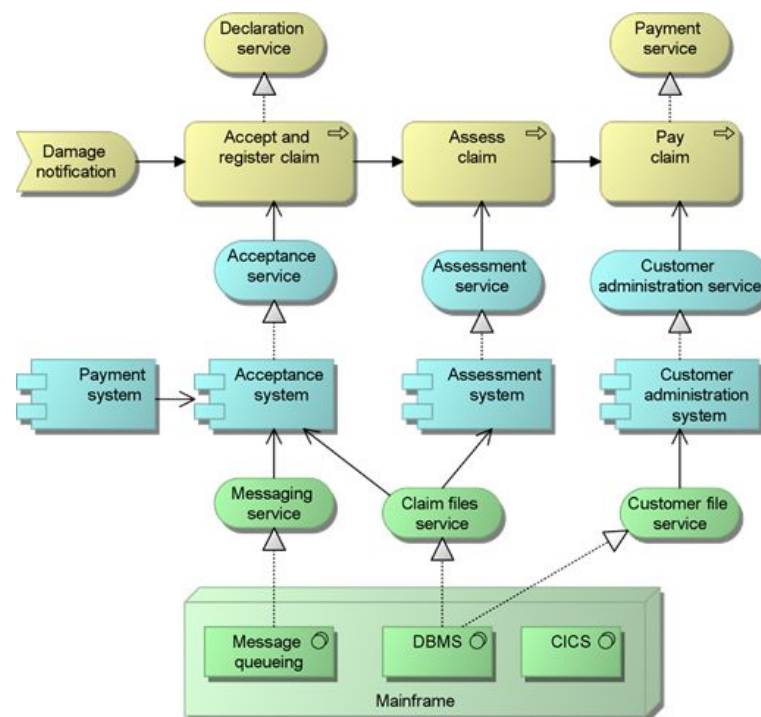 Declaration
service
Payment
service
Damage
notification
Accept and
register claim
Assess
claim
Pay
claim
Acceptance
service
Assessment
service
Customer
administration service
Payment
system
Acceptance
system
Assessment
system
Customer
administration
system
Messaging
service
Claim files
service
Customer file
service
Message
queueing
DBMS
CICS
Mainframe